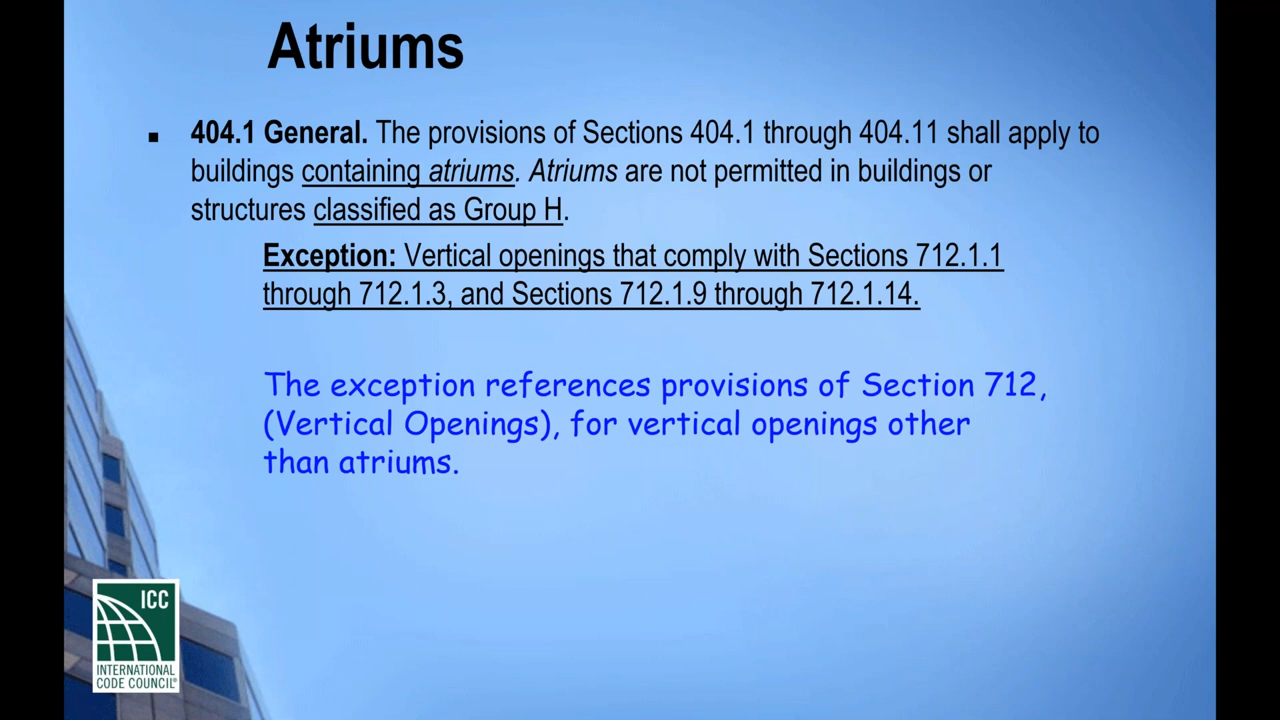 Atriums
▪ 404.1 General. The provisions of Sections 404.1 through 404.11 shall apply to
buildings containing atriums. Atriums are not permitted in buildings or
structures classified as Group H.
Exception: Vertical openings that comply with Sections 712.1.1
through 712.1.3, and Sections 712.1.9 through 712.1.14.
The exception references provisions of Section 712,
(Vertical Openings), for vertical openings other
than atriums.
ICC
INTERNATIONAL
CODE COUNCIL®